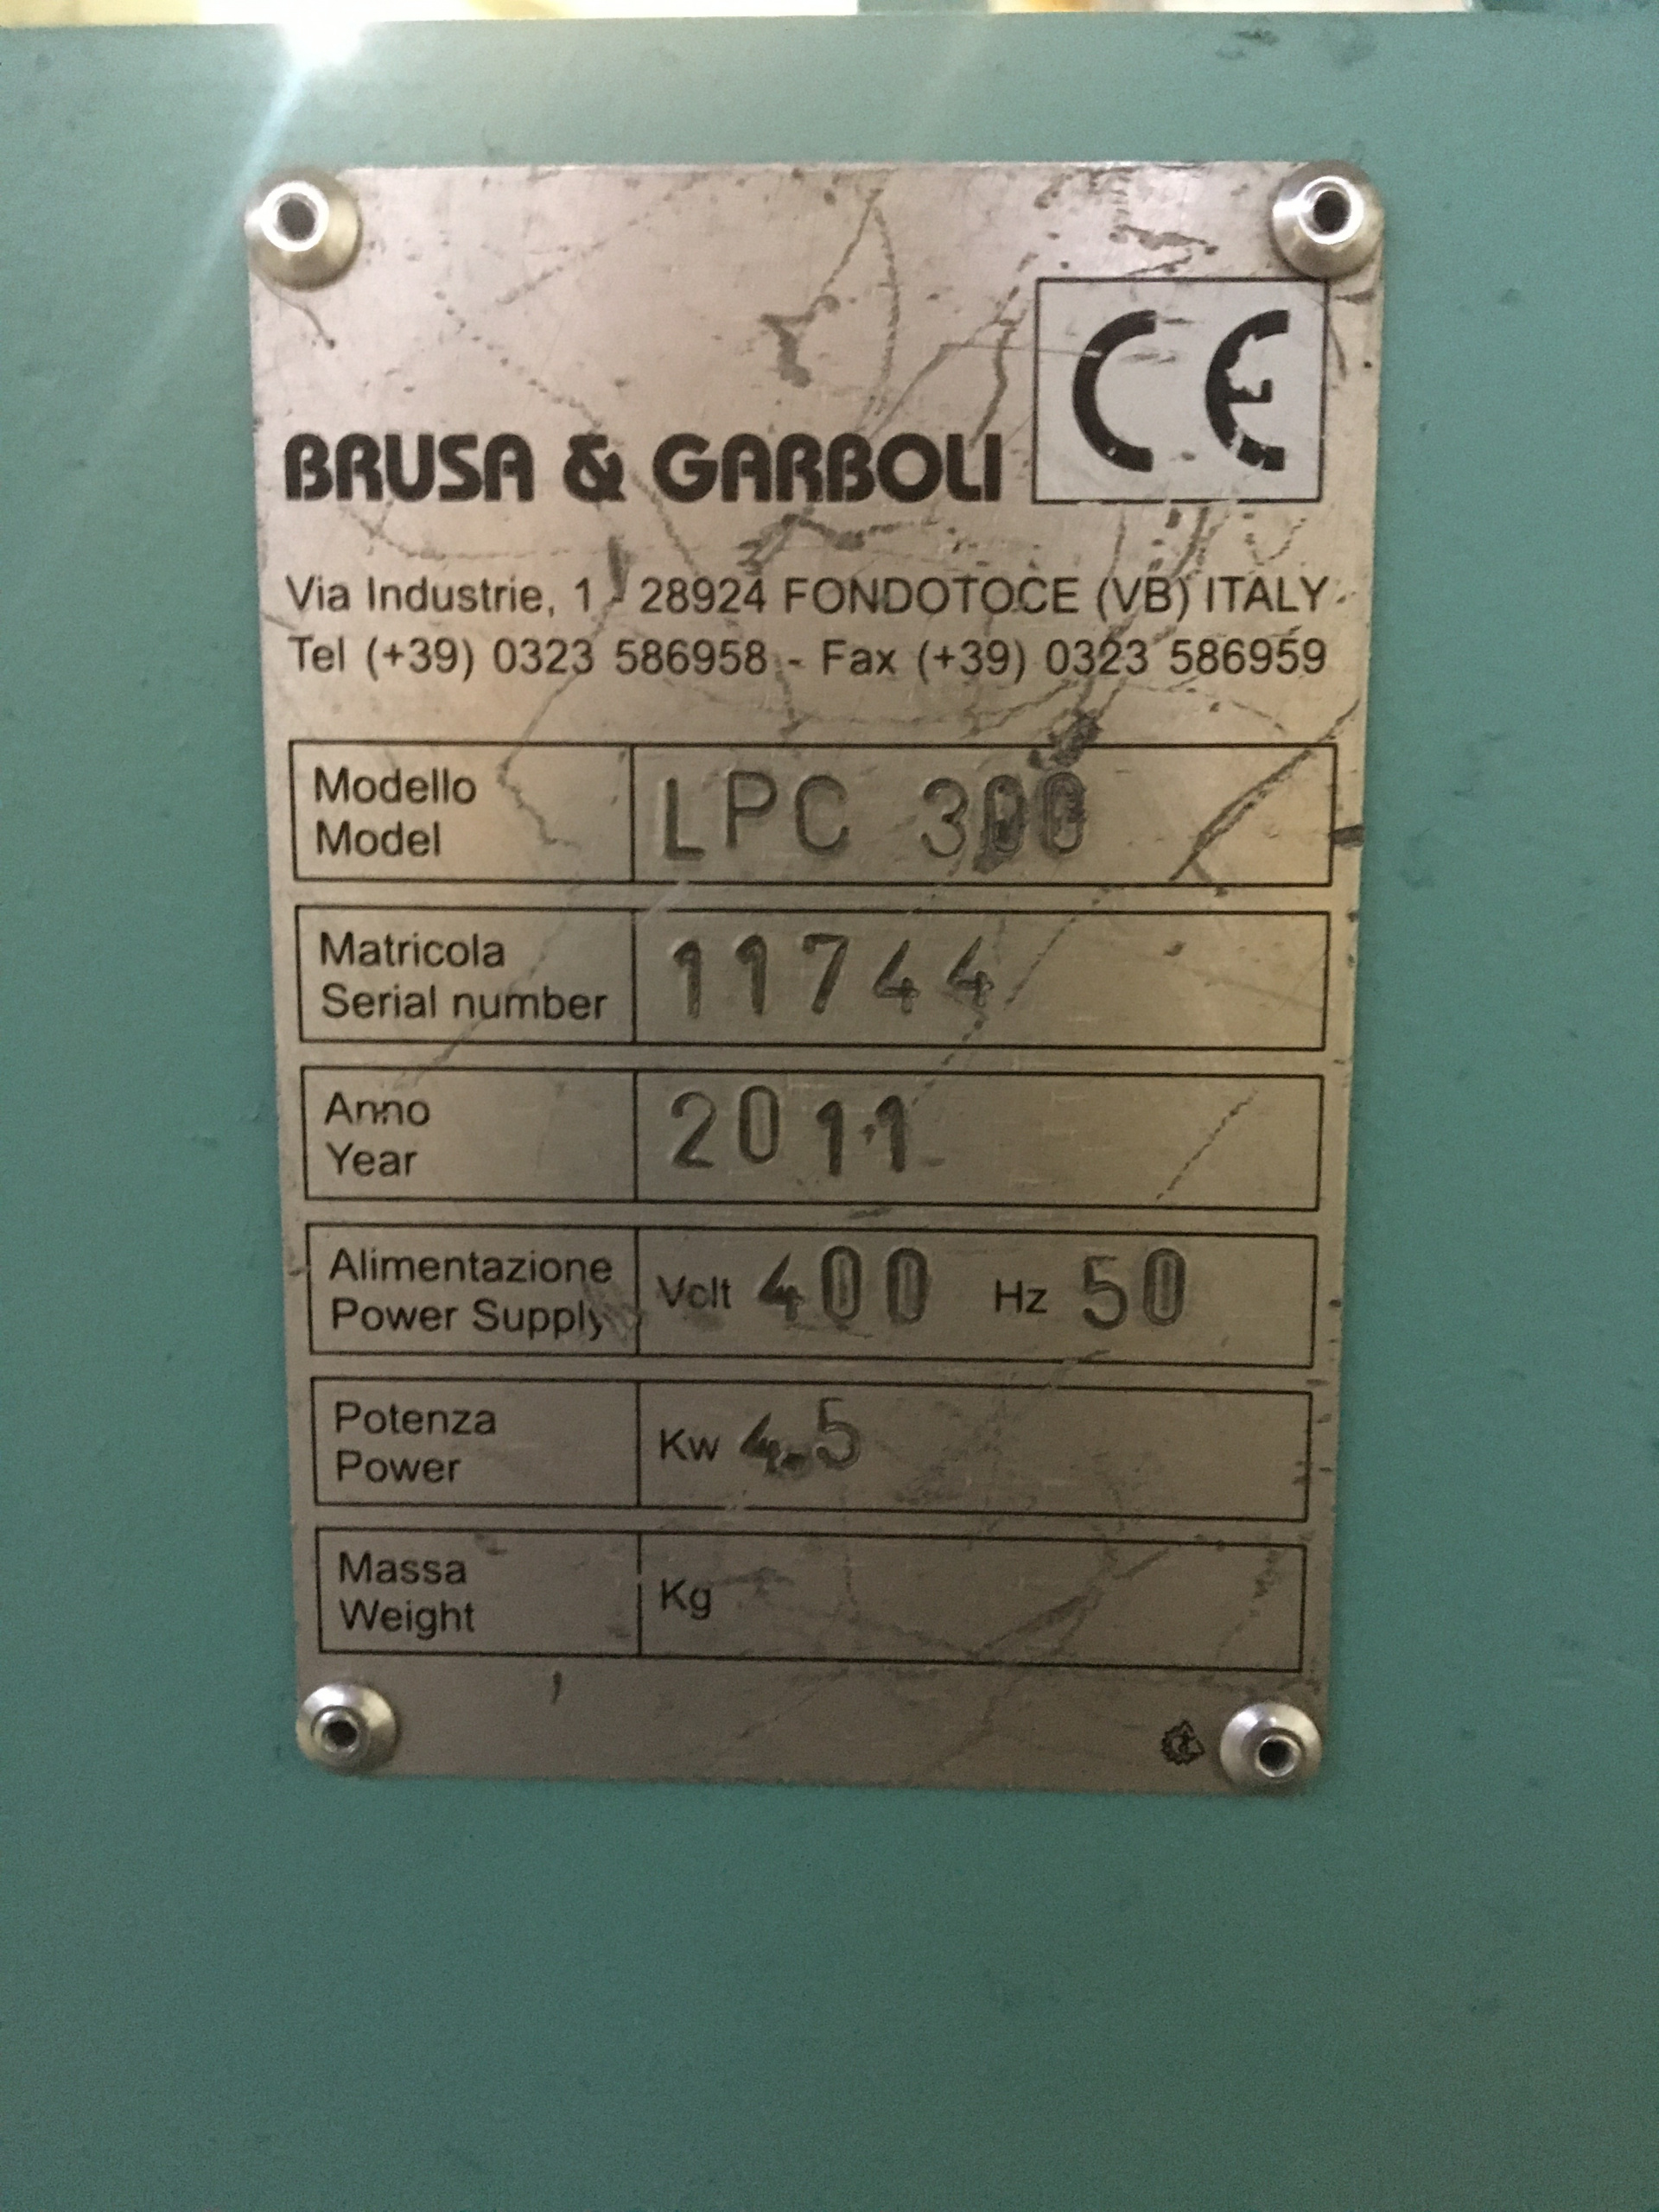 CE
BRUSA & GARBOLI
Via Industrie, 1 - 28924 FONDOTOCE (VB) ITALY
Tel (+39) 0323 586958 - Fax (+39) 0323 586959
Modello
Model
LPC 300
Matricola
Serial number
11744
Anno
Year
2011
Alimentazione
Power Supply
Volt 400 Hz 50
Potenza
Power
Kw 4.5
Massa
Weight
Kg